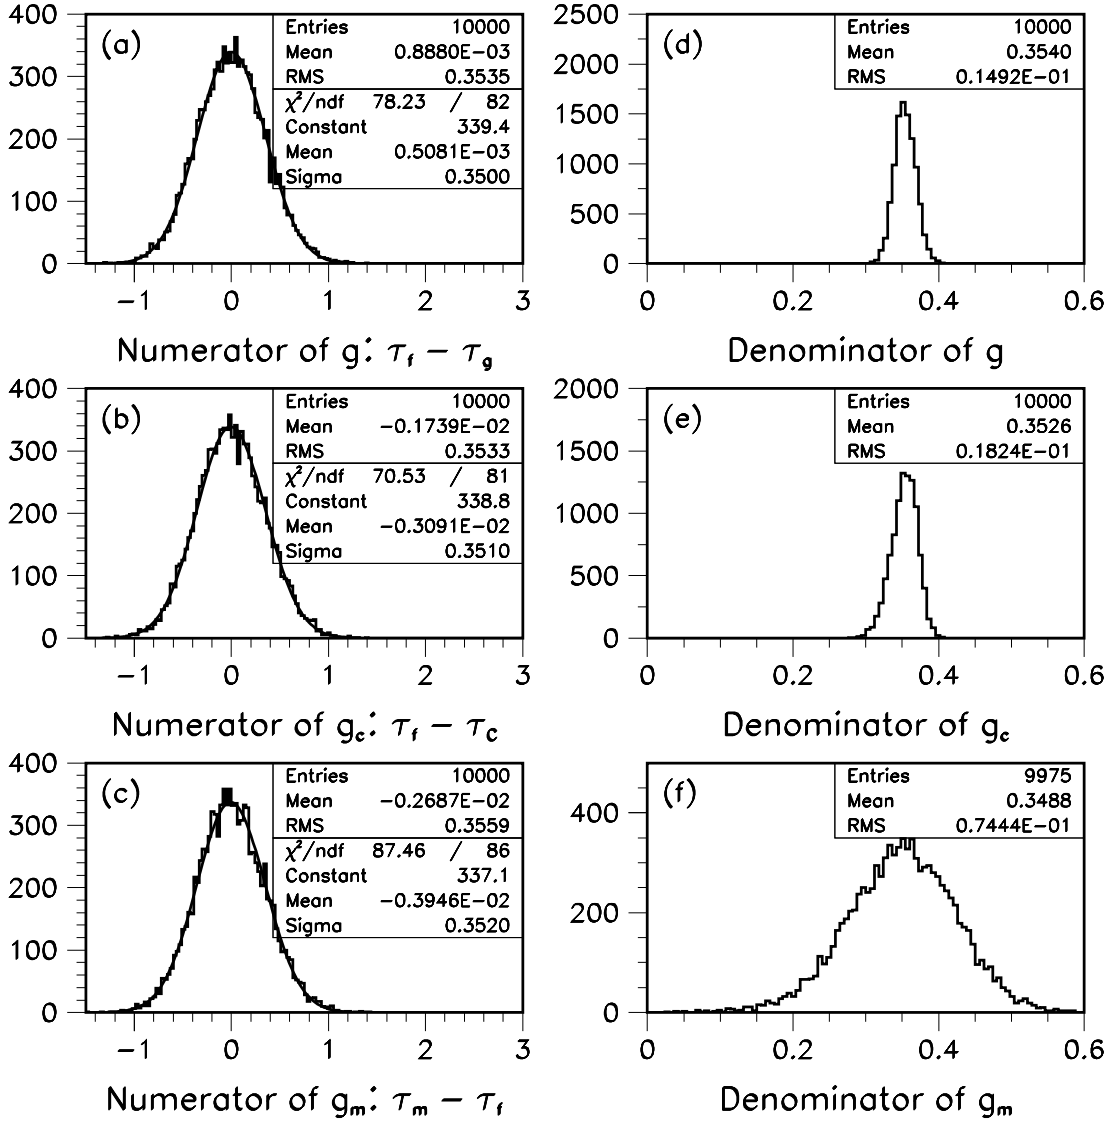 (a)
Entries 10000
Mean 0.8880E-03
RMS 0.3535
χ²/ndf 78.23 / 82
Constant 339.4
Mean 0.5081E-03
Sigma 0.3500
400
300
200
100
0
−1 0 1 2 3
Numerator of g: τf − τg
(d)
Entries 10000
Mean 0.3540
RMS 0.1492E-01
2500
2000
1500
1000
500
0
0 0.2 0.4 0.6
Denominator of g
(b)
Entries 10000
Mean −0.1739E-02
RMS 0.3533
χ²/ndf 70.53 / 81
Constant 338.8
Mean −0.3091E-02
Sigma 0.3510
400
300
200
100
0
−1 0 1 2 3
Numerator of gc: τf − τC
(e)
Entries 10000
Mean 0.3526
RMS 0.1824E-01
2000
1500
1000
500
0
0 0.2 0.4 0.6
Denominator of gc
(c)
Entries 10000
Mean −0.2687E-02
RMS 0.3559
χ²/ndf 87.46 / 86
Constant 337.1
Mean −0.3946E-02
Sigma 0.3520
400
300
200
100
0
−1 0 1 2 3
Numerator of gm: τm − τf
(f)
Entries 9975
Mean 0.3488
RMS 0.7444E-01
400
200
0
0 0.2 0.4 0.6
Denominator of gm